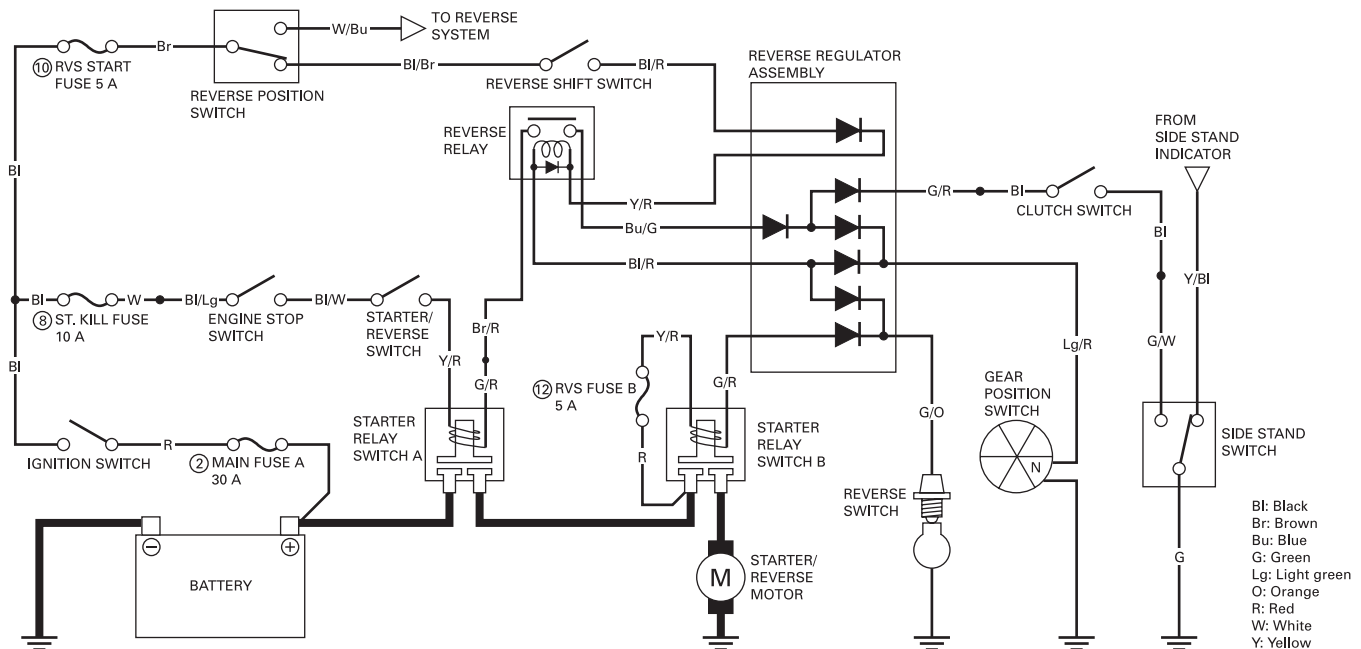 W/Bu
TO REVERSE
SYSTEM
Br
⑩ RVS START
FUSE 5 A
REVERSE POSITION
SWITCH
Bl/Br
REVERSE SHIFT SWITCH
Bl/R
REVERSE REGULATOR
ASSEMBLY
REVERSE
RELAY
FROM
SIDE STAND
INDICATOR
Bl
Y/R
Bu/G
Bl/R
G/R
Bl
CLUTCH SWITCH
Bl
Y/Bl
Bl
W
Bl/Lg
Bl/W
⑧ ST. KILL FUSE
10 A
ENGINE STOP
SWITCH
STARTER/
REVERSE
SWITCH
Br/R
Y/R
G/R
Y/R
⑫ RVS FUSE B
5 A
G/R
Lg/R
G/W
Bl
GEAR
POSITION
SWITCH
N
G/O
STARTER
RELAY
SWITCH A
STARTER
RELAY
SWITCH B
SIDE STAND
SWITCH
R
IGNITION SWITCH
② MAIN FUSE A
30 A
R
REVERSE
SWITCH
−
+
BATTERY
M
STARTER/
REVERSE
MOTOR
G
Bl: Black
Br: Brown
Bu: Blue
G: Green
Lg: Light green
O: Orange
R: Red
W: White
Y: Yellow